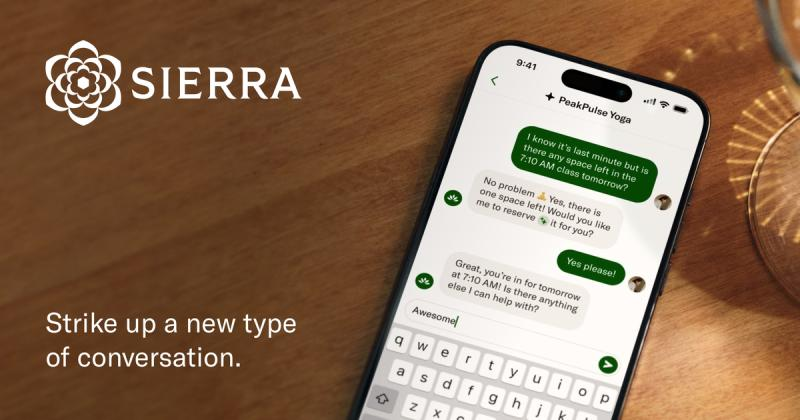 SIERRA
9:41
PeakPulse Yoga
I know it's last minute but is
there any space left in the
7:10 AM class tomorrow?
No problem 🙏 Yes, there is
one space left! Would you like
me to reserve it for you?
Yes please!
Great, you're in for tomorrow
at 7:10 AM! Is there anything
else I can help with?
Awesome
q w e r t y u i o p
a s d f g h j k l
z x c
Strike up a new type
of conversation.